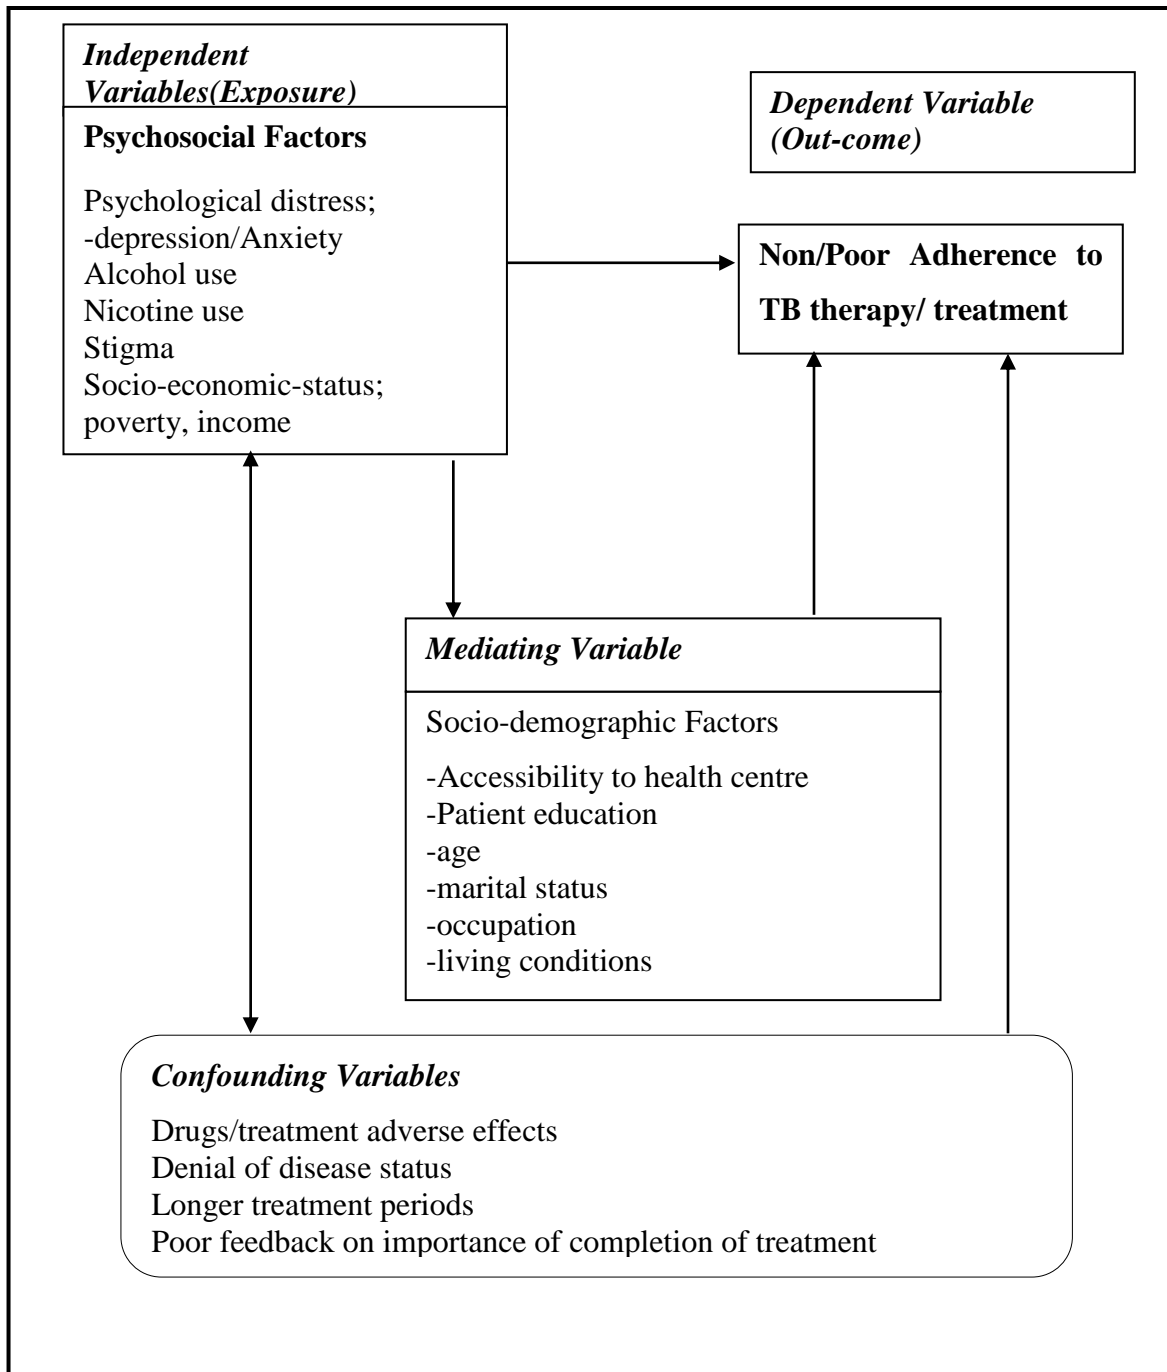 Independent
Variables(Exposure)
Psychosocial Factors
Psychological distress;
-depression/Anxiety
Alcohol use
Nicotine use
Stigma
Socio-economic-status;
poverty, income
Dependent Variable
(Out-come)
Non/Poor Adherence to
TB therapy/ treatment
Mediating Variable
Socio-demographic Factors
-Accessibility to health centre
-Patient education
-age
-marital status
-occupation
-living conditions
Confounding Variables
Drugs/treatment adverse effects
Denial of disease status
Longer treatment periods
Poor feedback on importance of completion of treatment